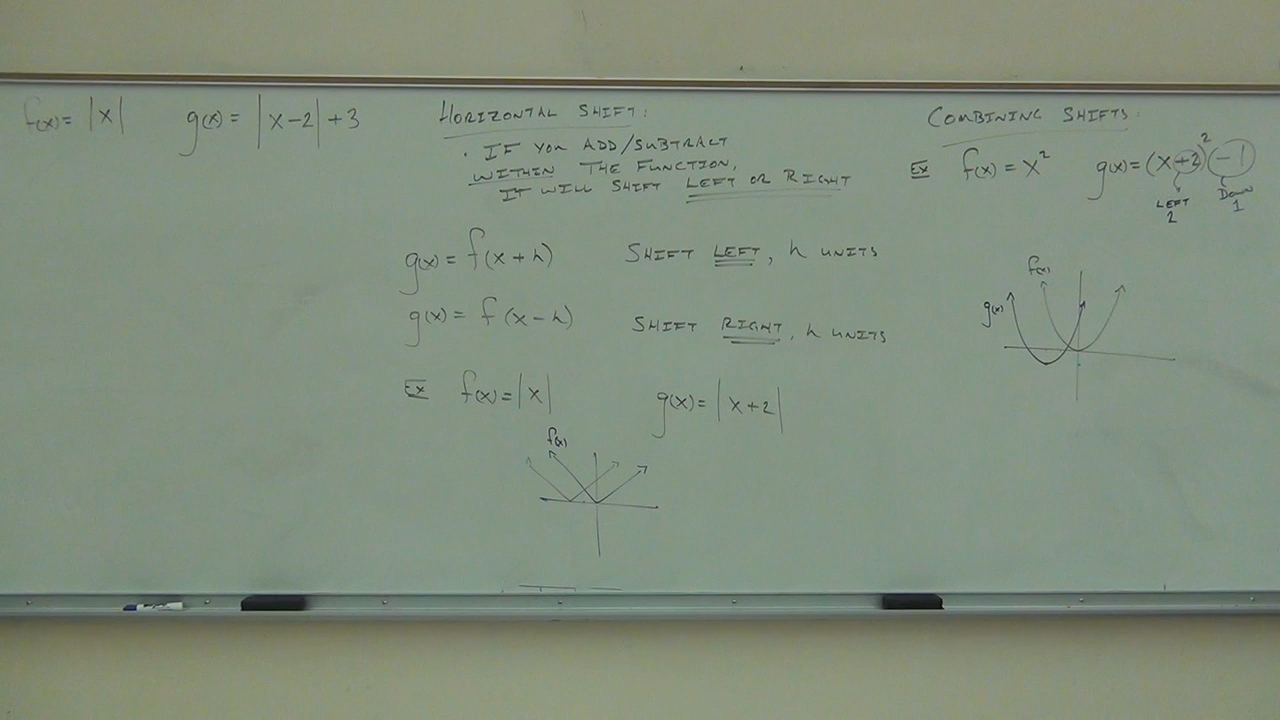 f(x) = |x| g(x) = |x-2|+3
HORIZONTAL SHIFT:
· IF YOU ADD/SUBTRACT
WITHIN THE FUNCTION,
IT WILL SHIFT LEFT OR RIGHT
g(x) = f(x+h) SHIFT LEFT, h UNITS
g(x) = f(x-h) SHIFT RIGHT, h UNITS
Ex f(x) = |x| g(x) = |x+2|
f(x)
COMBINING SHIFTS:
Ex f(x) = x² g(x) = (x+2)² -1
LEFT 2
DOWN 1
f(x)
g(x)